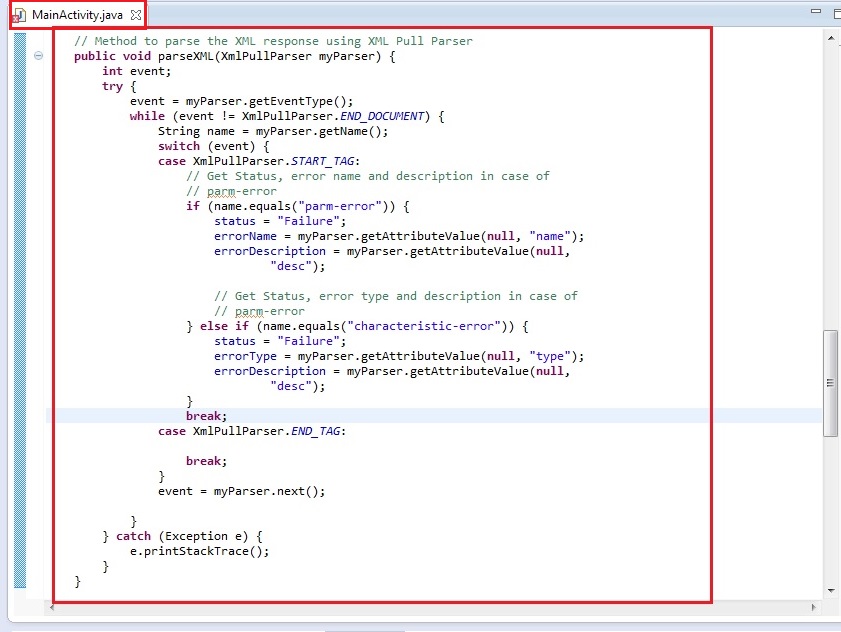 MainActivity.java
// Method to parse the XML response using XML Pull Parser
public void parseXML(XmlPullParser myParser) {
int event;
try {
event = myParser.getEventType();
while (event != XmlPullParser.END_DOCUMENT) {
String name = myParser.getName();
switch (event) {
case XmlPullParser.START_TAG:
// Get Status, error name and description in case of
// parm-error
if (name.equals("parm-error")) {
status = "Failure";
errorName = myParser.getAttributeValue(null, "name");
errorDescription = myParser.getAttributeValue(null,
"desc");
// Get Status, error type and description in case of
// parm-error
} else if (name.equals("characteristic-error")) {
status = "Failure";
errorType = myParser.getAttributeValue(null, "type");
errorDescription = myParser.getAttributeValue(null,
"desc");
}
break;
case XmlPullParser.END_TAG:
break;
}
event = myParser.next();
}
} catch (Exception e) {
e.printStackTrace();
}
}